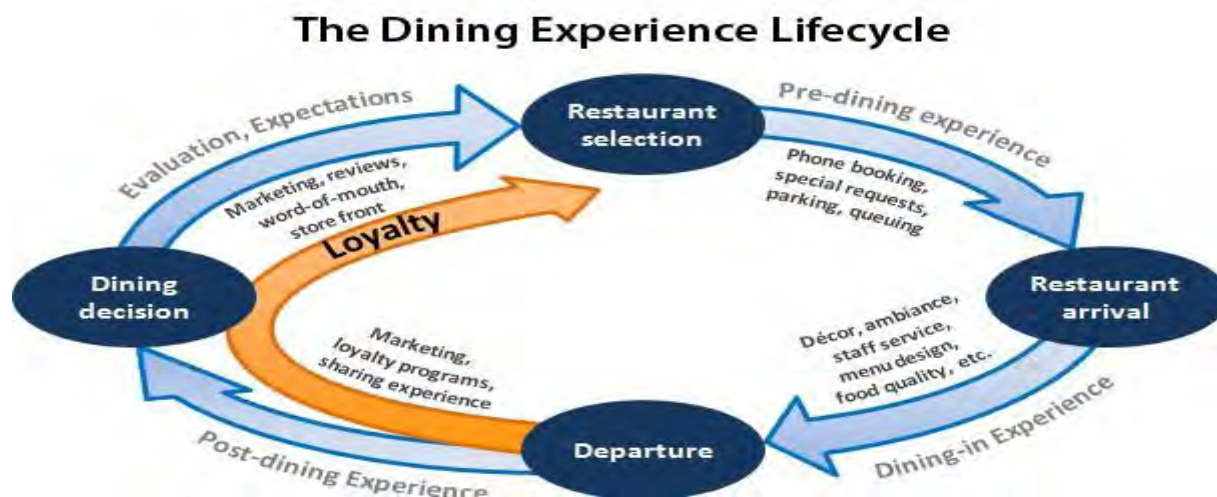 The Dining Experience Lifecycle
Evaluation, Expectations
Restaurant
selection
Pre-dining experience
Marketing, reviews,
word-of-mouth,
store front
Phone booking,
special requests,
parking, queuing
Loyalty
Dining
decision
Restaurant
arrival
Marketing,
loyalty programs,
sharing experience
Décor, ambiance,
staff service,
menu design,
food quality, etc.
Departure
Post-dining Experience
Dining-in Experience